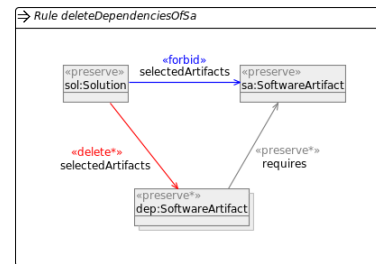 Rule deleteDependenciesOfSa
«forbid»
selectedArtifacts
«preserve»
sol:Solution
«preserve»
sa:SoftwareArtifact
«delete*»
selectedArtifacts
«preserve*»
requires
«preserve*»
dep:SoftwareArtifact